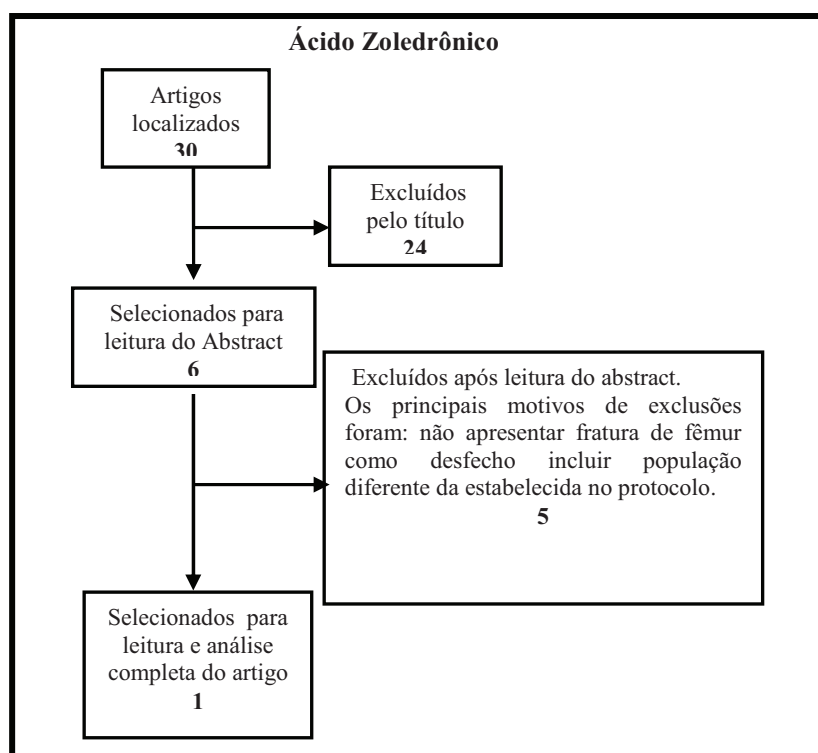 Ácido Zoledrônico
Artigos
localizados
30
Excluídos
pelo título
24
Selecionados para
leitura do Abstract
6
Excluídos após leitura do abstract.
Os principais motivos de exclusões
foram: não apresentar fratura de fêmur
como desfecho incluir população
diferente da estabelecida no protocolo.
5
Selecionados para
leitura e análise
completa do artigo
1